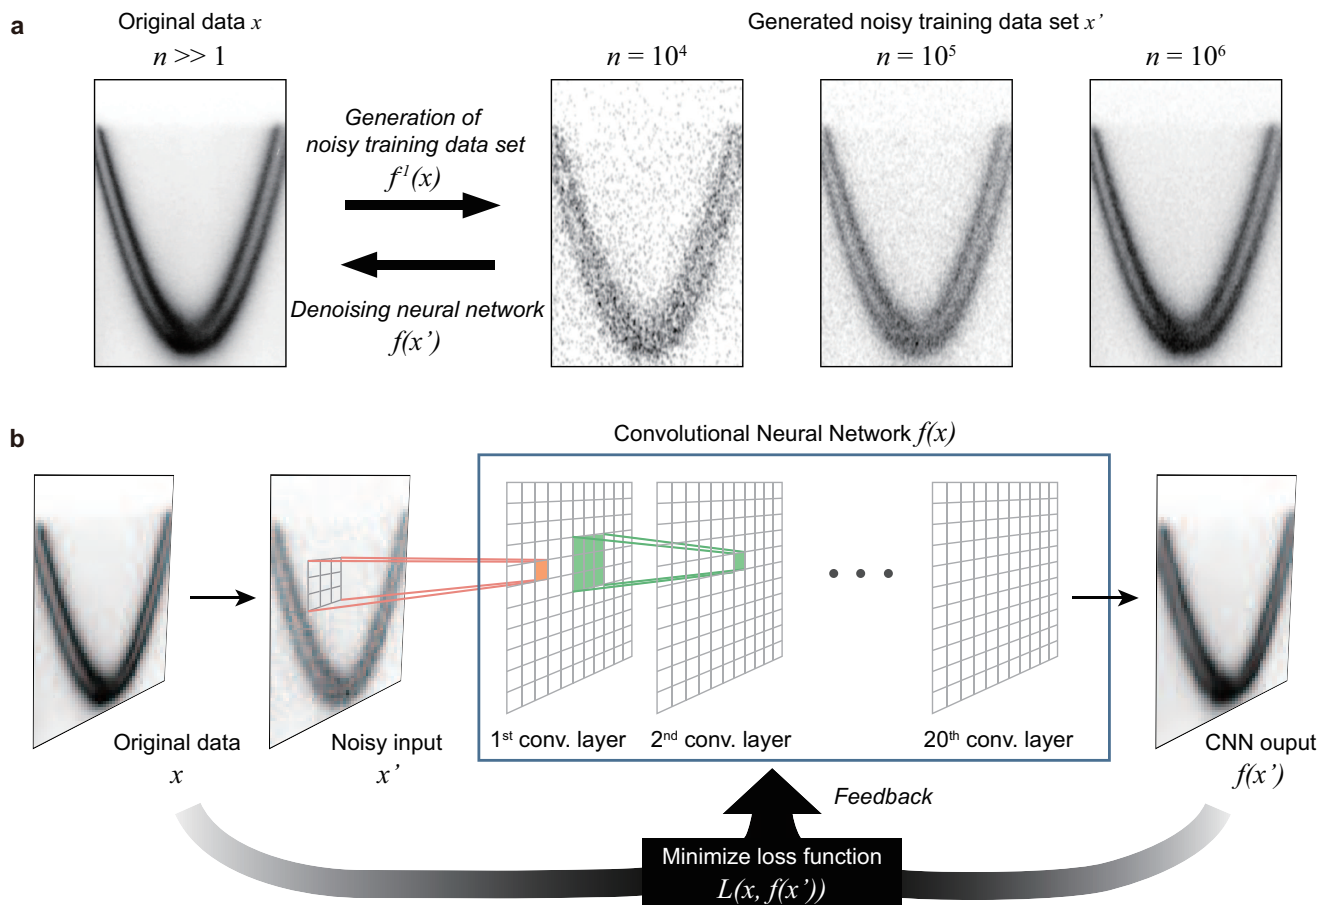 a
Original data x
n >> 1
Generation of
noisy training data set
f¹(x)
Denoising neural network
f(x’)
Generated noisy training data set x’
n = 10⁴
n = 10⁵
n = 10⁶
b
Convolutional Neural Network f(x)
1ˢᵗ conv. layer
2ⁿᵈ conv. layer
20ᵗʰ conv. layer
Original data
x
Noisy input
x’
CNN ouput
f(x’)
Feedback
Minimize loss function
L(x, f(x’))